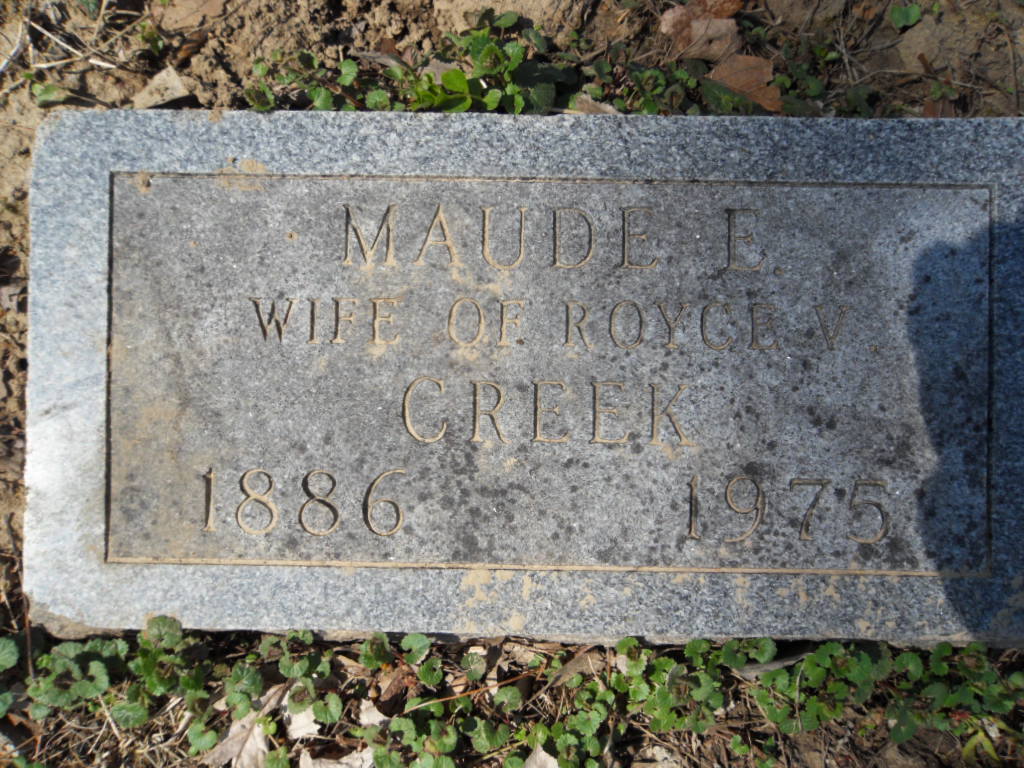 MAUDE E.
WIFE OF ROYCE V.
CREEK
1886 1975